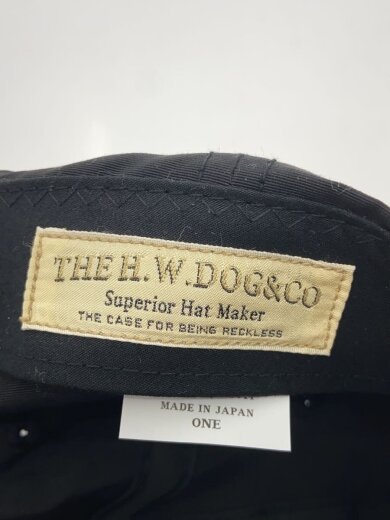 THE H.W.DOG&CO
Superior Hat Maker
THE CASE FOR BEING RECKLESS
MADE IN JAPAN
ONE